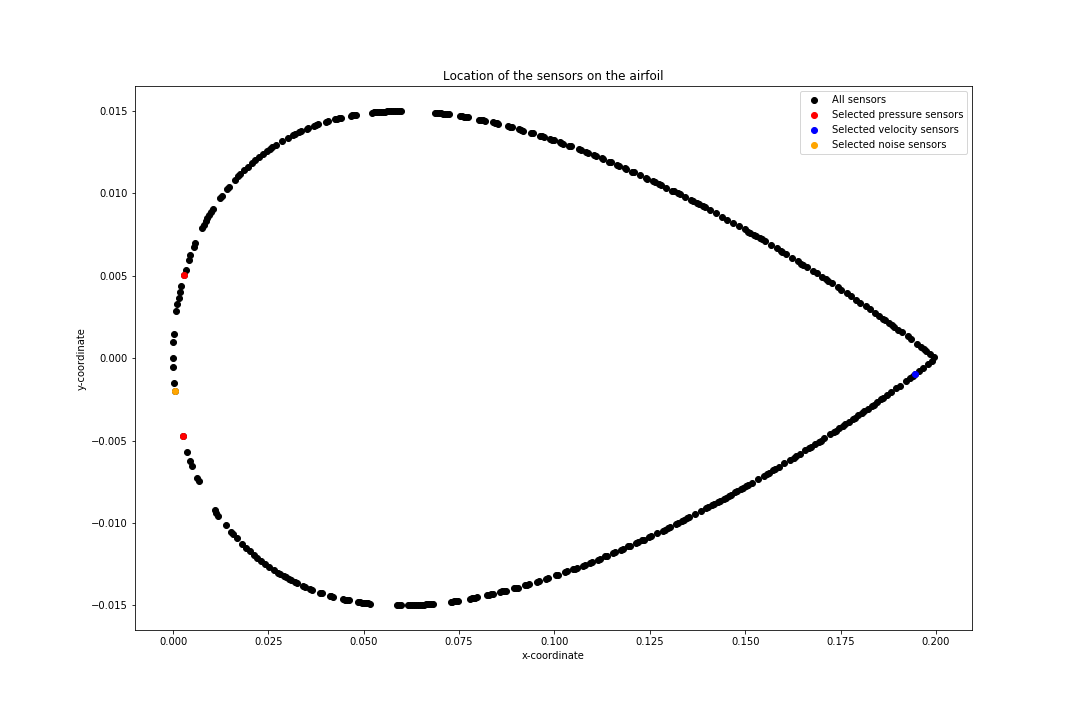 Location of the sensors on the airfoil
All sensors
Selected pressure sensors
Selected velocity sensors
Selected noise sensors
y-coordinate
0.015
0.010
0.005
0.000
−0.005
−0.010
−0.015
0.000 0.025 0.050 0.075 0.100 0.125 0.150 0.175 0.200
x-coordinate